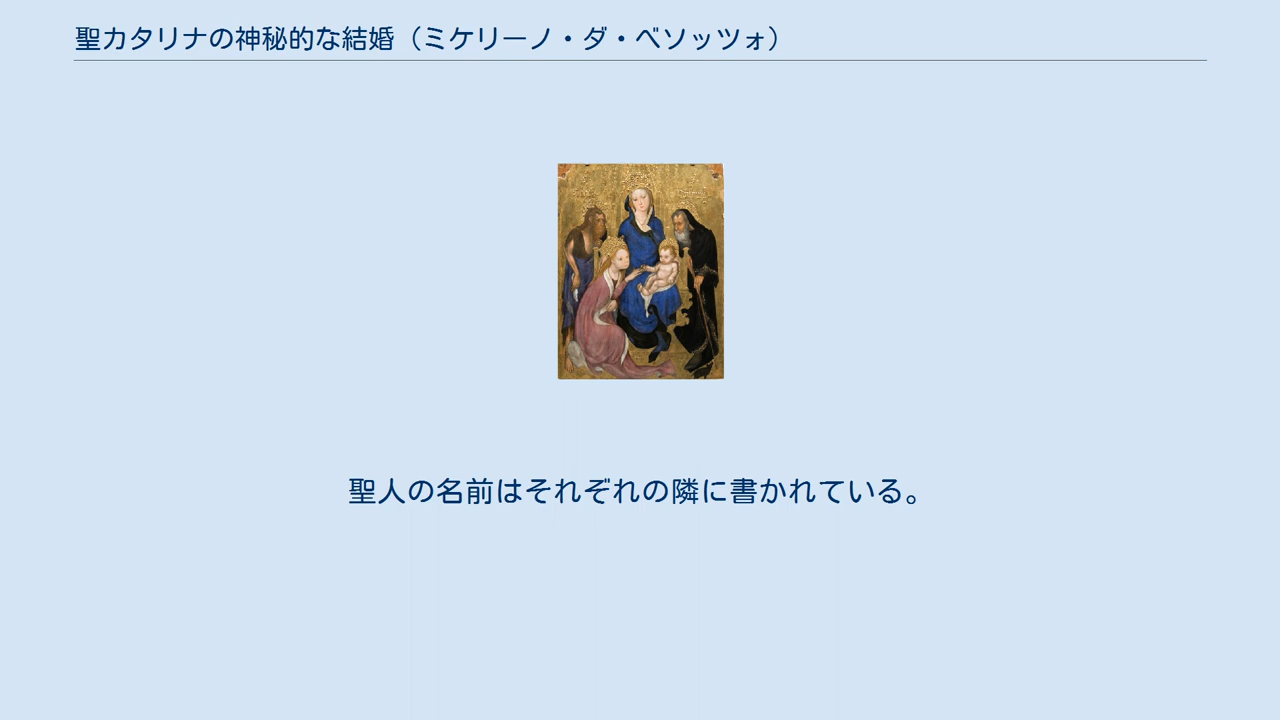 聖カタリナの神秘的な結婚（ミケリーノ・ダ・ベソッツォ）
聖人の名前はそれぞれの隣に書かれている。